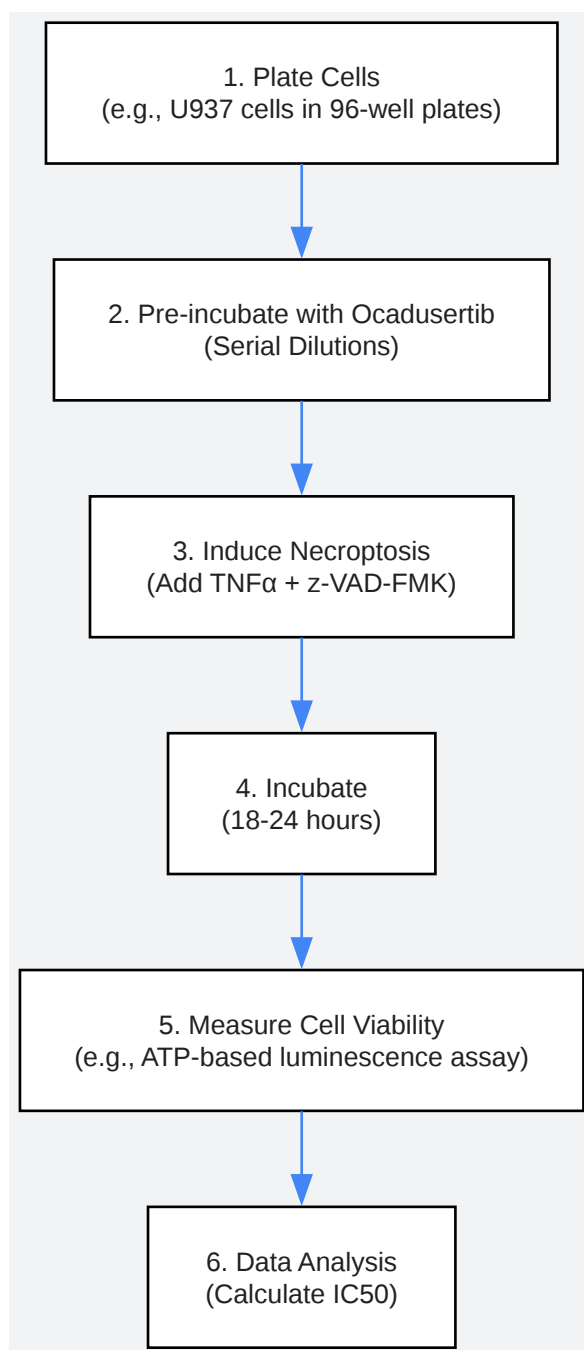 1. Plate Cells
(e.g., U937 cells in 96-well plates)
2. Pre-incubate with Ocadusertib
(Serial Dilutions)
3. Induce Necroptosis
(Add TNFα + z-VAD-FMK)
4. Incubate
(18-24 hours)
5. Measure Cell Viability
(e.g., ATP-based luminescence assay)
6. Data Analysis
(Calculate IC50)